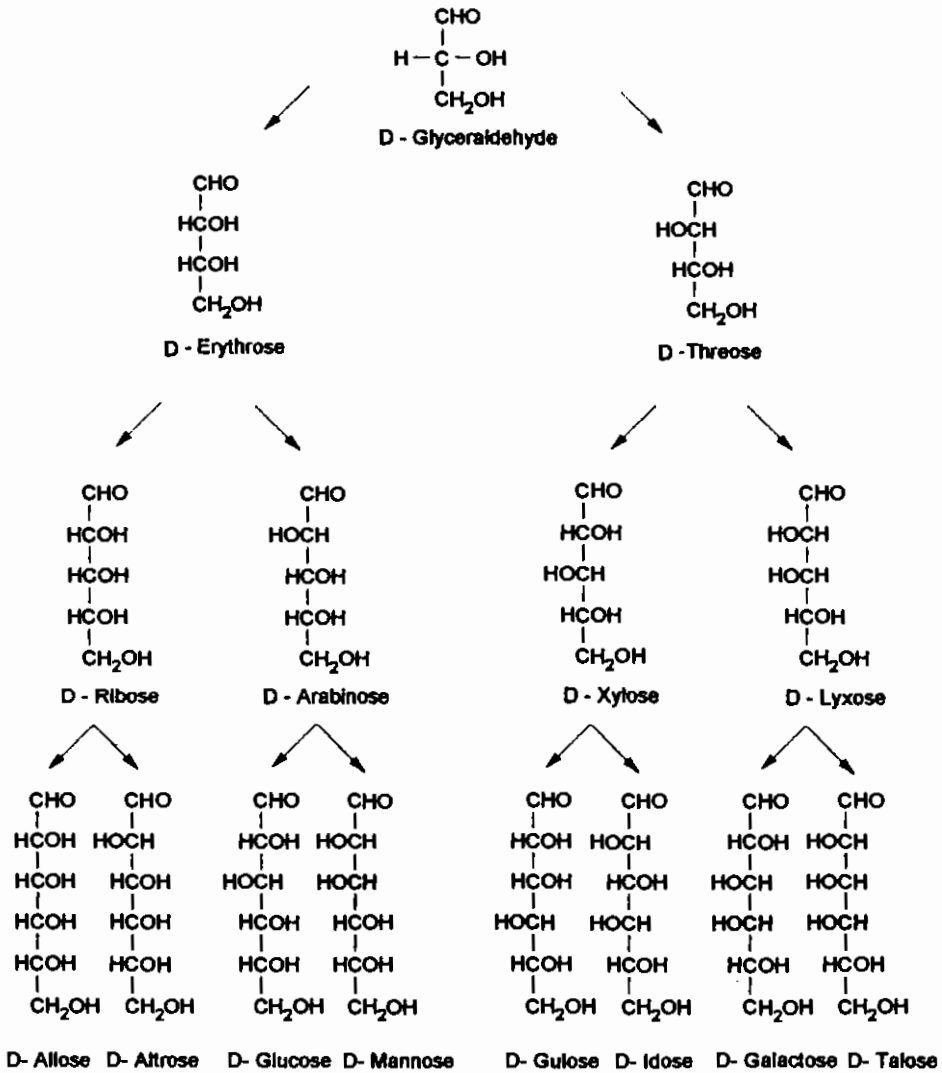 CHO
H-C-OH
CH₂OH
D - Glyceraldehyde
CHO CHO
HCOH HOCH
HCOH HCOH
CH₂OH CH₂OH
D - Erythrose D -Threose
CHO CHO CHO CHO
HCOH HOCH HCOH HOCH
HCOH HCOH HOCH HOCH
HCOH HCOH HCOH HCOH
CH₂OH CH₂OH CH₂OH CH₂OH
D - Ribose D - Arabinose D - Xylose D - Lyxose
CHO CHO CHO CHO CHO CHO CHO CHO
HCOH HOCH HCOH HOCH HCOH HOCH HCOH HOCH
HCOH HCOH HOCH HOCH HCOH HCOH HOCH HOCH
HCOH HCOH HCOH HCOH HOCH HOCH HOCH HOCH
HCOH HCOH HCOH HCOH HCOH HCOH HCOH HCOH
CH₂OH CH₂OH CH₂OH CH₂OH CH₂OH CH₂OH CH₂OH CH₂OH
D- Allose D- Altrose D- Glucose D- Mannose D- Gulose D- Idose D- Galactose D- Talose